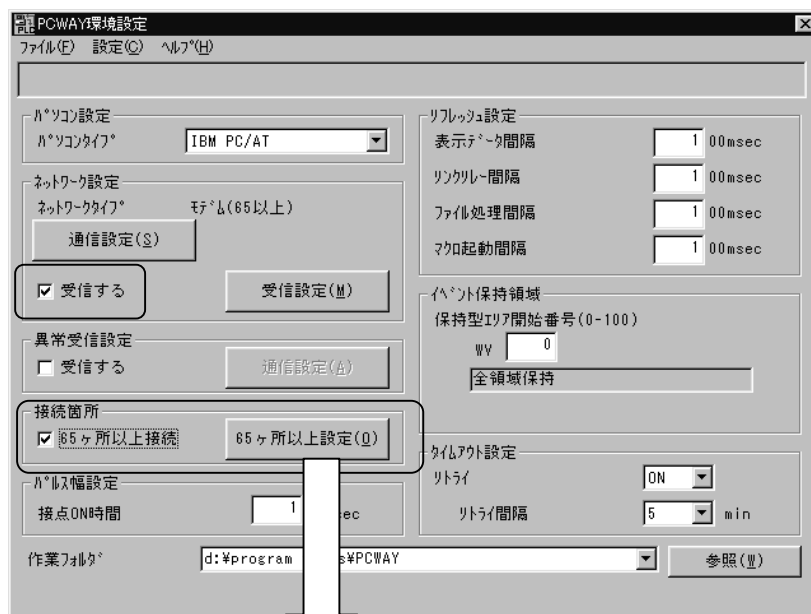 PCWAY環境設定
ﾌｧｲﾙ(F) 設定(C) ﾍﾙﾌﾟ(H)
ﾊﾟｿｺﾝ設定
ﾊﾟｿｺﾝﾀｲﾌﾟ IBM PC/AT
ﾈｯﾄﾜｰｸ設定
ﾈｯﾄﾜｰｸﾀｲﾌﾟ ﾓﾃﾞﾑ(65以上)
通信設定(S)
受信する 受信設定(M)
異常受信設定
受信する 通信設定(A)
接続箇所
65ヶ所以上接続 65ヶ所以上設定(O)
ﾊﾟﾙｽ幅設定
接点ON時間 1 ec
ﾘﾌﾚｯｼｭ設定
表示ﾃﾞｰﾀ間隔 1 00msec
ﾘﾝｸﾘﾚｰ間隔 1 00msec
ﾌｧｲﾙ処理間隔 1 00msec
ﾏｸﾛ起動間隔 1 00msec
ｲﾍﾞﾝﾄ保持領域
保持型ｴﾘｱ開始番号(0-100)
WV 0
全領域保持
ﾀｲﾑｱｳﾄ設定
ﾘﾄﾗｲ ON
ﾘﾄﾗｲ間隔 5 min
作業ﾌｫﾙﾀﾞ d:¥program s¥PCWAY 参照(W)